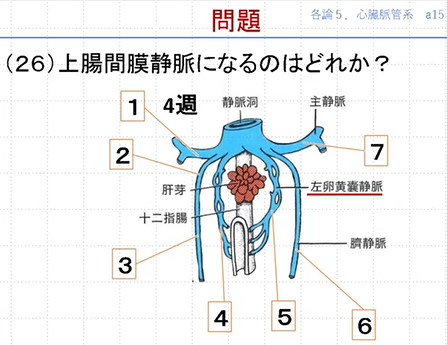 問題
各論5．心臓脈管系 a15
(26)上腸間膜静脈になるのはどれか？
1
4週
静脈洞
主静脈
2
7
肝芽
左卵黄嚢静脈
十二指腸
3
臍静脈
4
5
6